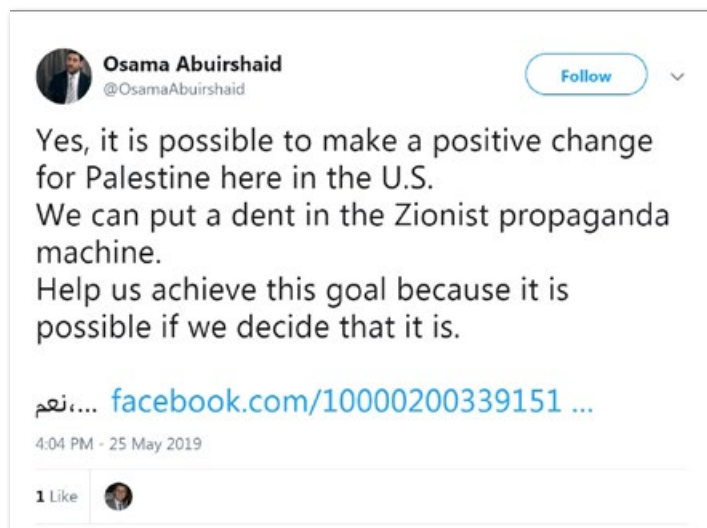 Osama Abuirshaid
@OsamaAbuirshaid
Follow
Yes, it is possible to make a positive change
for Palestine here in the U.S.
We can put a dent in the Zionist propaganda
machine.
Help us achieve this goal because it is
possible if we decide that it is.
نعم،... facebook.com/10000200339151 ...
4:04 PM - 25 May 2019
1 Like